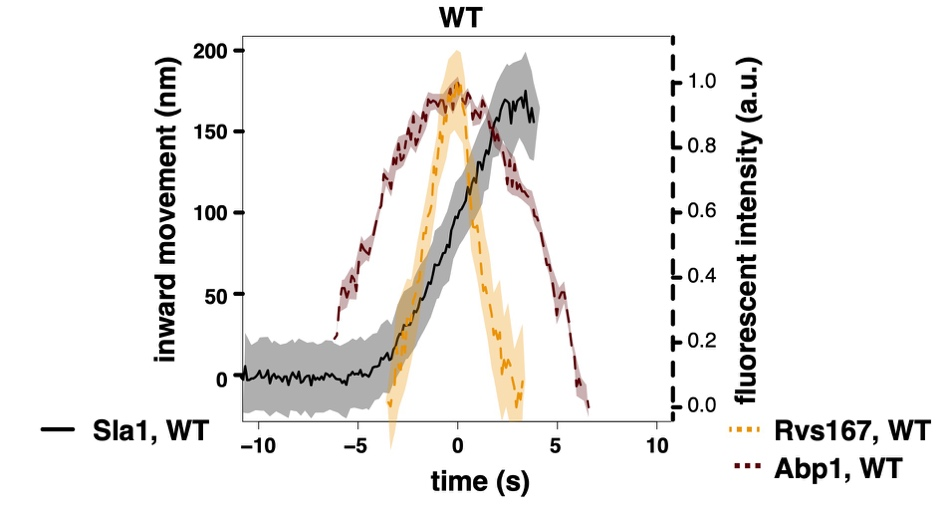 WT
inward movement (nm)
200
150
100
50
0
1.0
0.8
0.6
0.4
0.2
0.0
fluorescent intensity (a.u.)
−10 −5 0 5 10
time (s)
Sla1, WT
Rvs167, WT
Abp1, WT